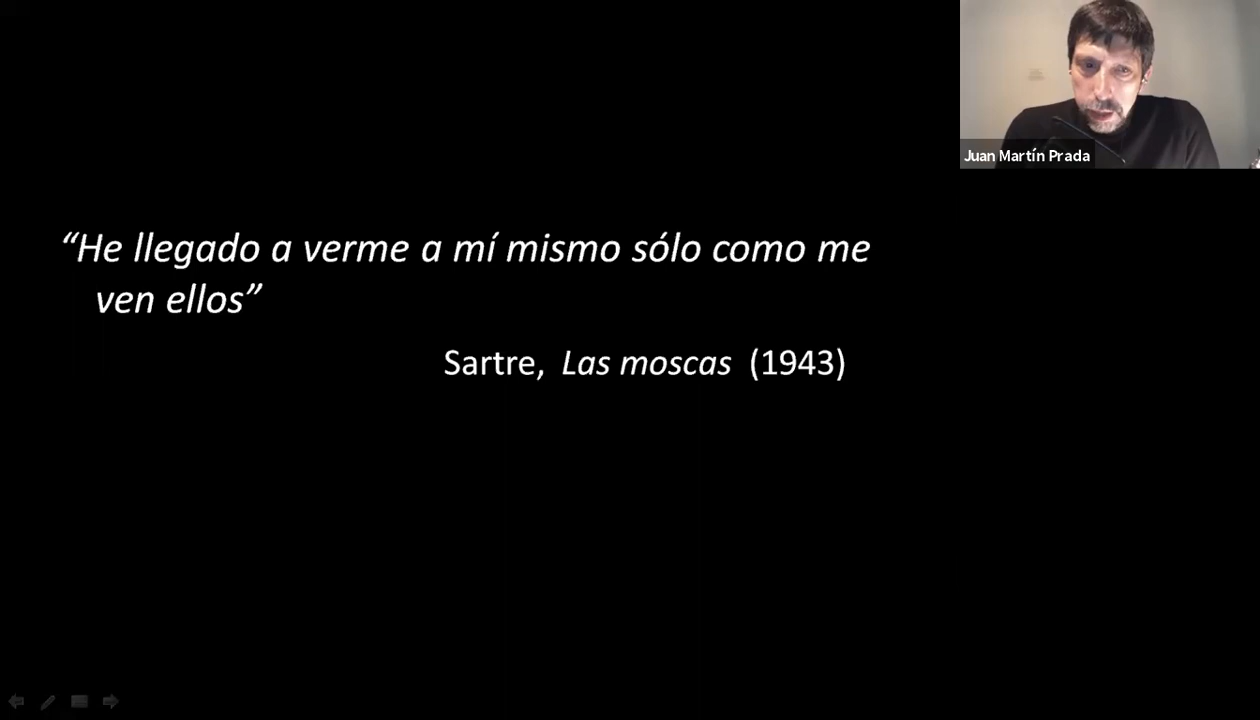 Juan Martín Prada
“He llegado a verme a mí mismo sólo como me
ven ellos”
Sartre, Las moscas (1943)